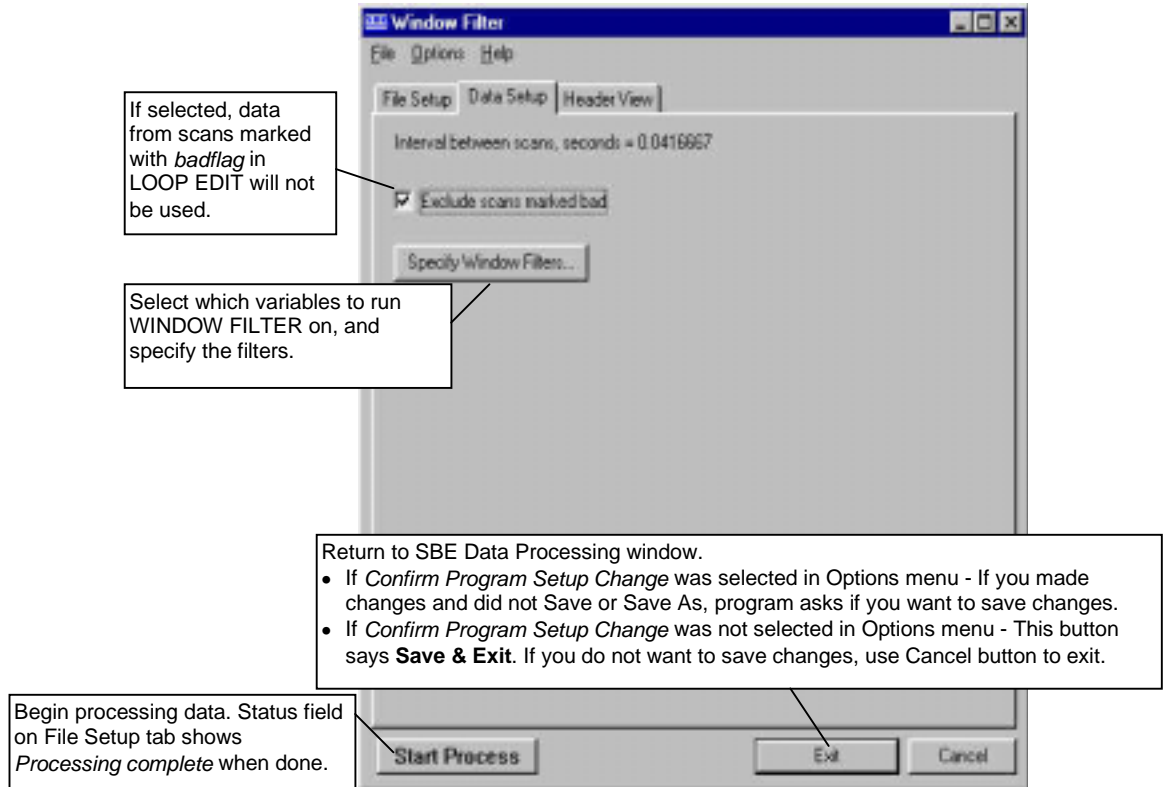 Window Filter
File Options Help
File Setup Data Setup Header View
If selected, data
from scans marked
with badflag in
LOOP EDIT will not
be used.
Interval between scans, seconds = 0.0416667
Exclude scans marked bad
Specify Window Filters...
Select which variables to run
WINDOW FILTER on, and
specify the filters.
Return to SBE Data Processing window.
• If Confirm Program Setup Change was selected in Options menu - If you made
changes and did not Save or Save As, program asks if you want to save changes.
• If Confirm Program Setup Change was not selected in Options menu - This button
says Save & Exit. If you do not want to save changes, use Cancel button to exit.
Begin processing data. Status field
on File Setup tab shows
Processing complete when done.
Start Process Exit Cancel